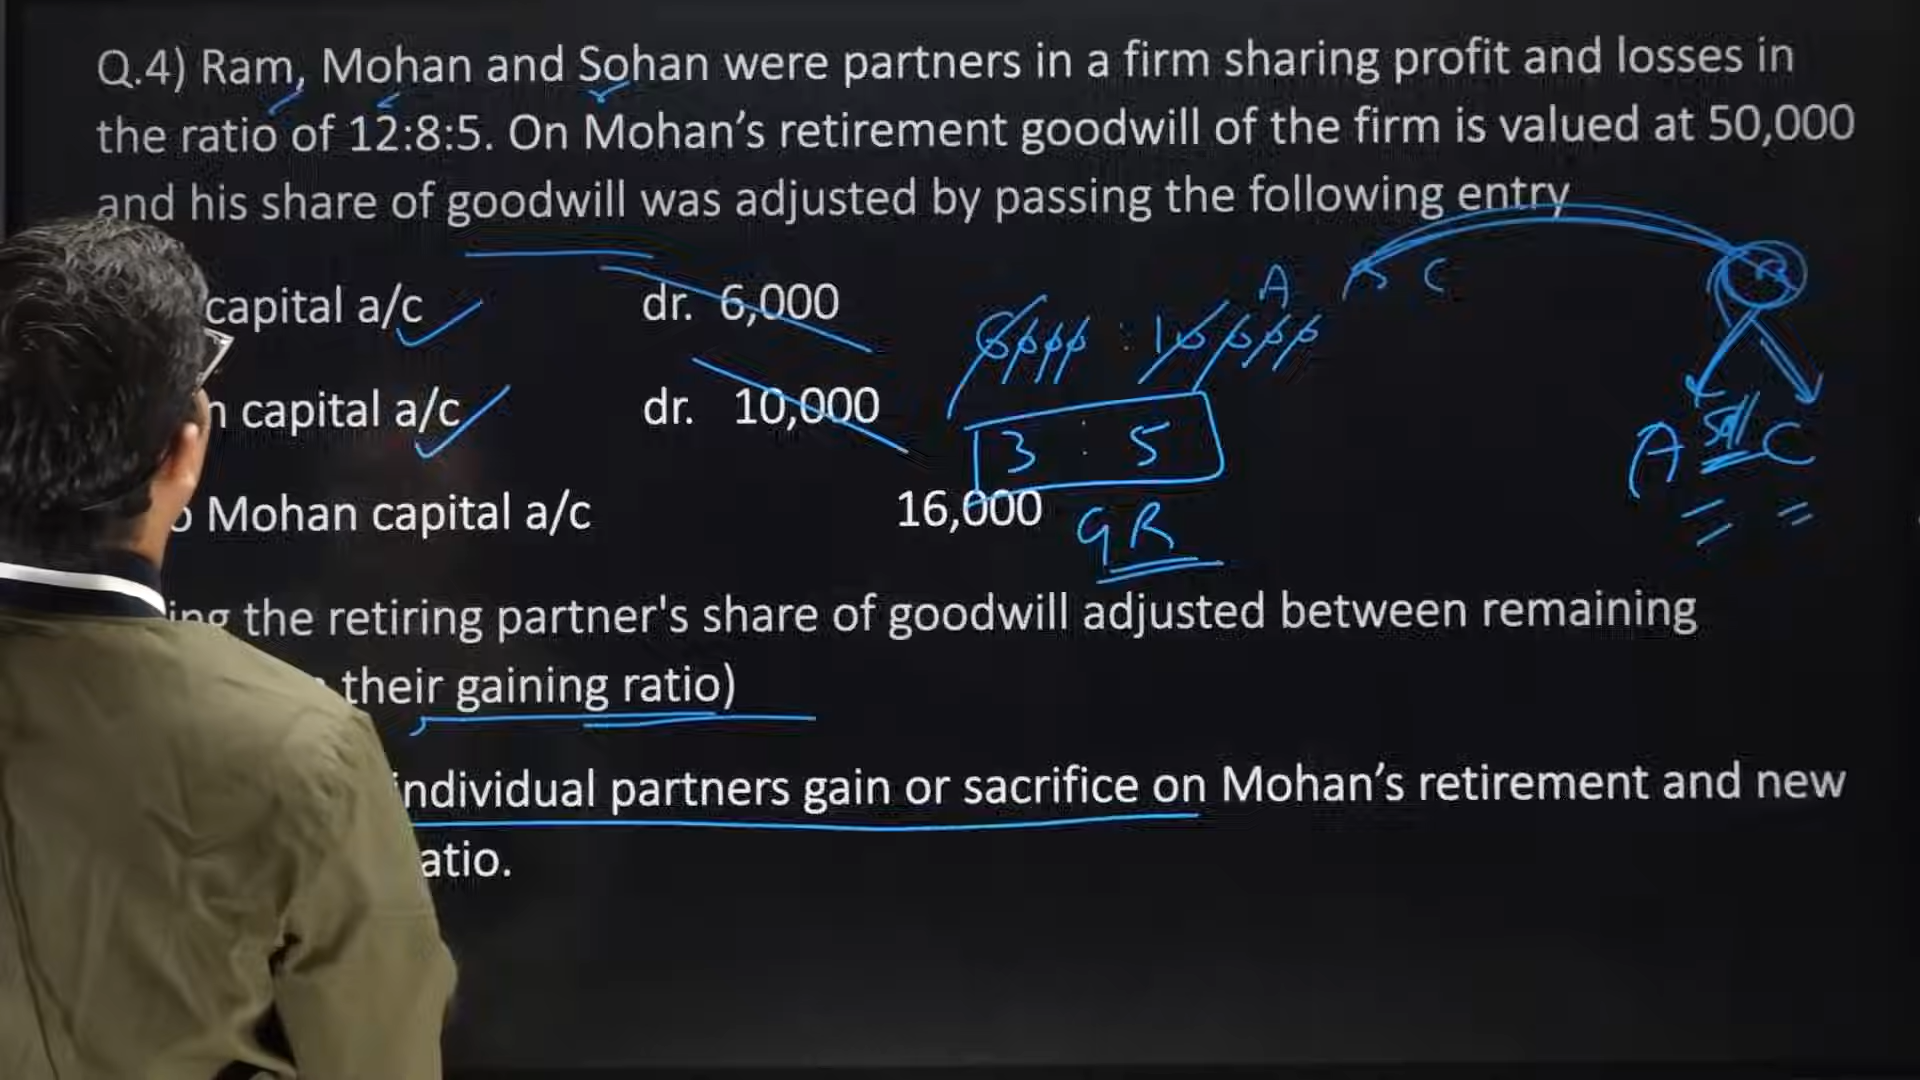 Q.4) Ram, Mohan and Sohan were partners in a firm sharing profit and losses in
the ratio of 12:8:5. On Mohan’s retirement goodwill of the firm is valued at 50,000
and his share of goodwill was adjusted by passing the following entry
A B C
capital a/c dr. 6,000 6000 : 10000
capital a/c dr. 10,000 3 : 5
A C
Mohan capital a/c 16,000 GR
the retiring partner's share of goodwill adjusted between remaining
their gaining ratio)
individual partners gain or sacrifice on Mohan’s retirement and new